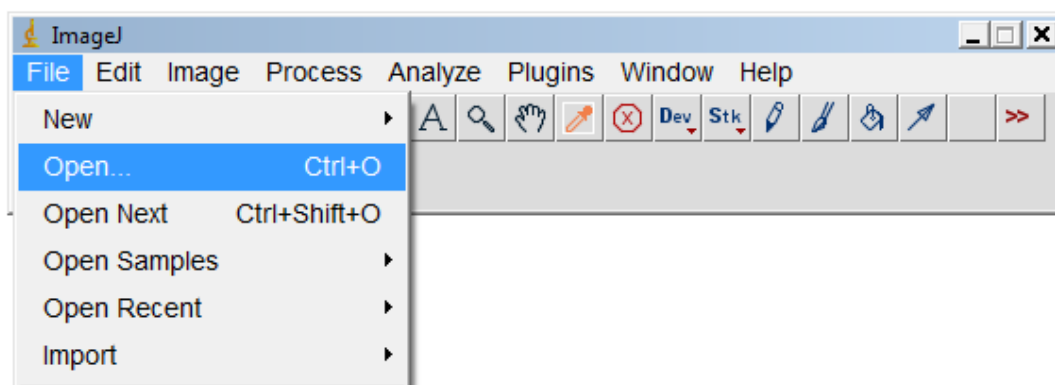 ImageJ
File Edit Image Process Analyze Plugins Window Help
New
A Dev Stk >>
Open... Ctrl+O
Open Next Ctrl+Shift+O
Open Samples
Open Recent
Import